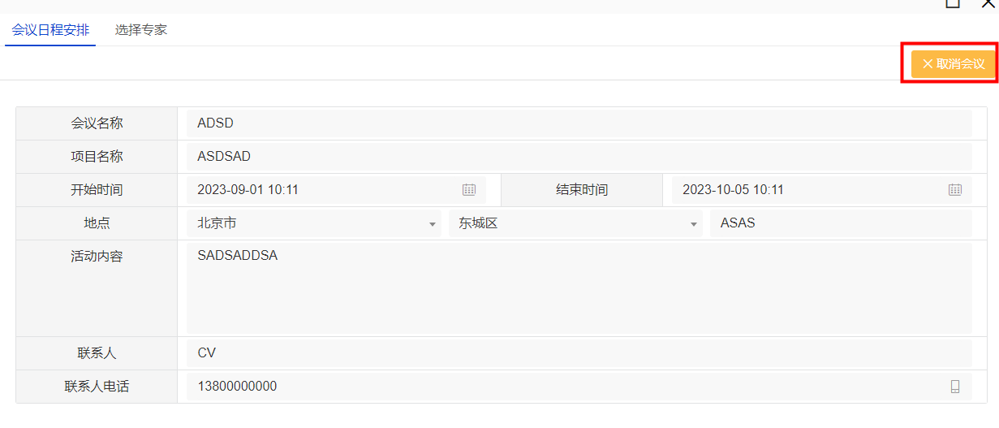 会议日程安排 选择专家
取消会议
会议名称 ADSD
项目名称 ASDSAD
开始时间 2023-09-01 10:11 结束时间 2023-10-05 10:11
地点 北京市 东城区 ASAS
活动内容 SADSADDSA
联系人 CV
联系人电话 13800000000